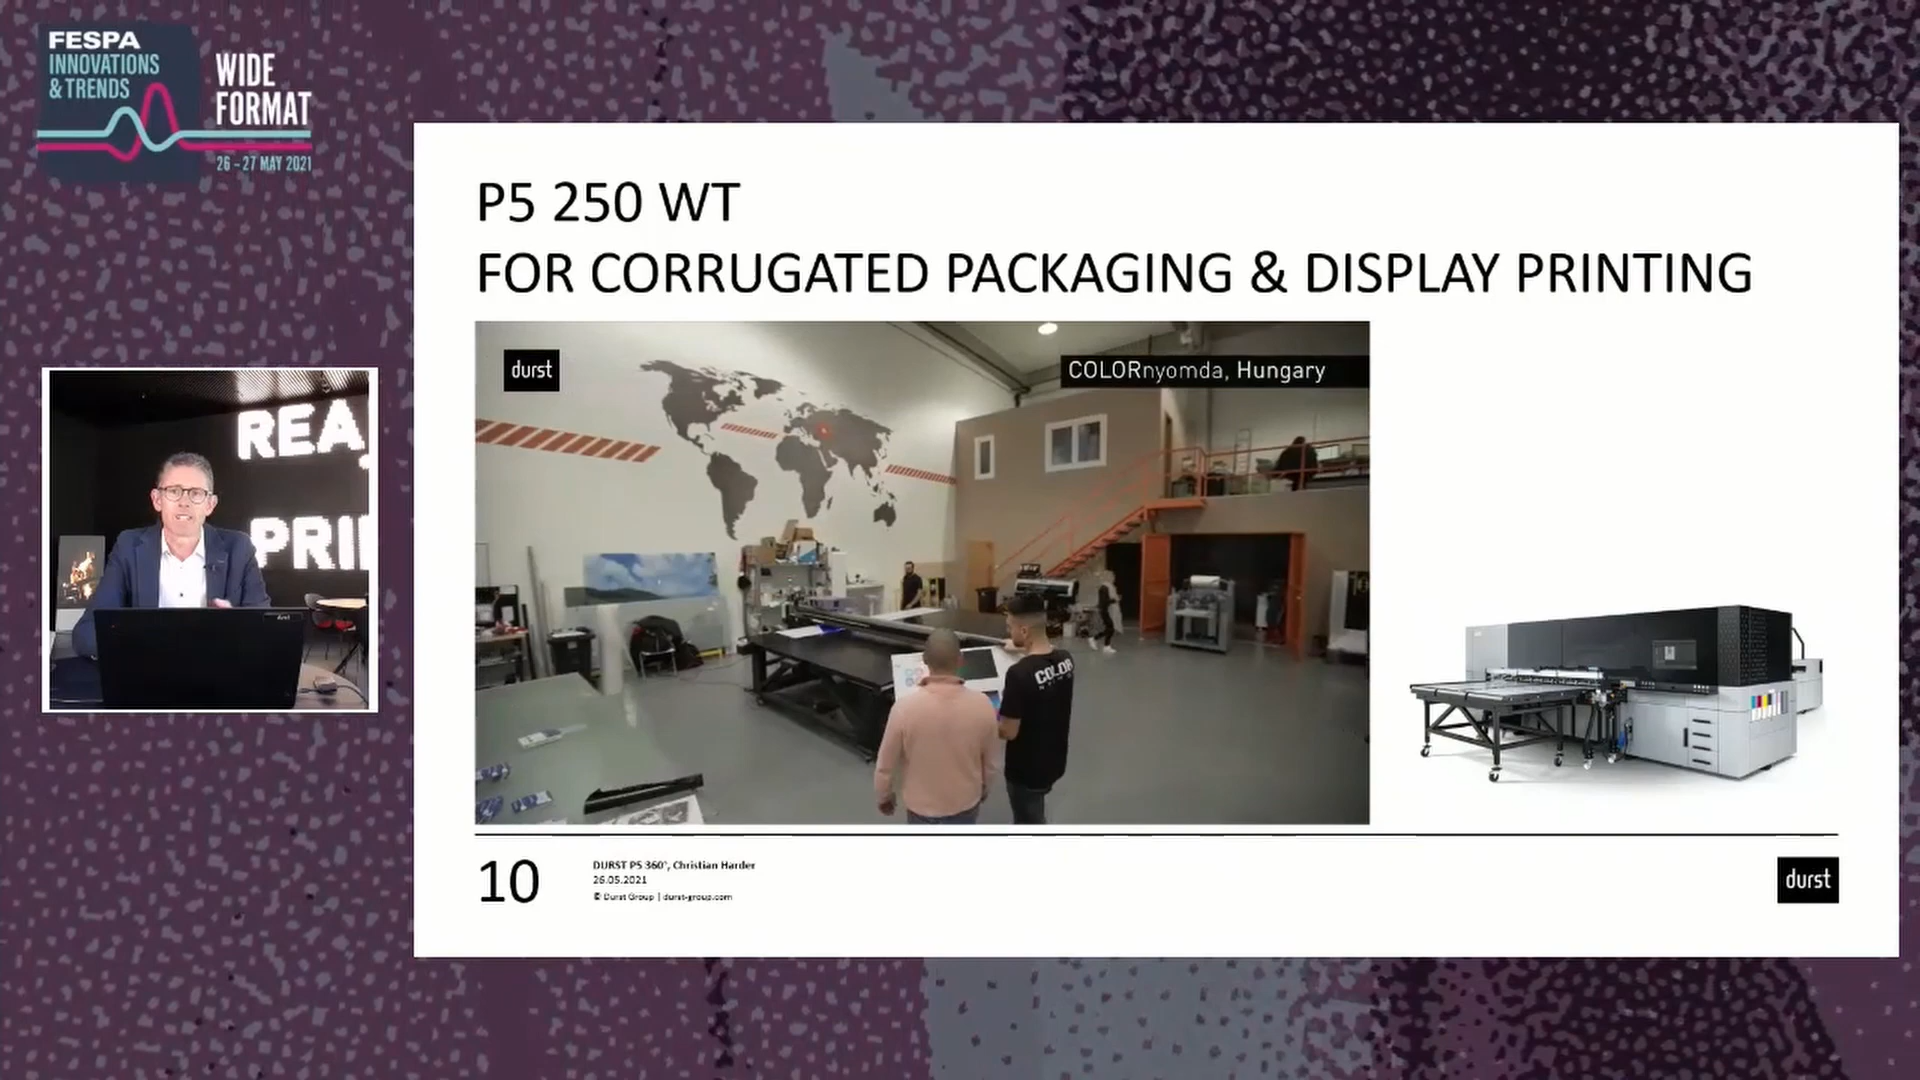 FESPA
INNOVATIONS
& TRENDS
WIDE
FORMAT
26 – 27 MAY 2021
P5 250 WT
FOR CORRUGATED PACKAGING & DISPLAY PRINTING
durst
COLORnyomda, Hungary
COLOR
REA
PRI
10
DURST P5 360°, Christian Harder
26.05.2021
© Durst Group | durst-group.com
durst